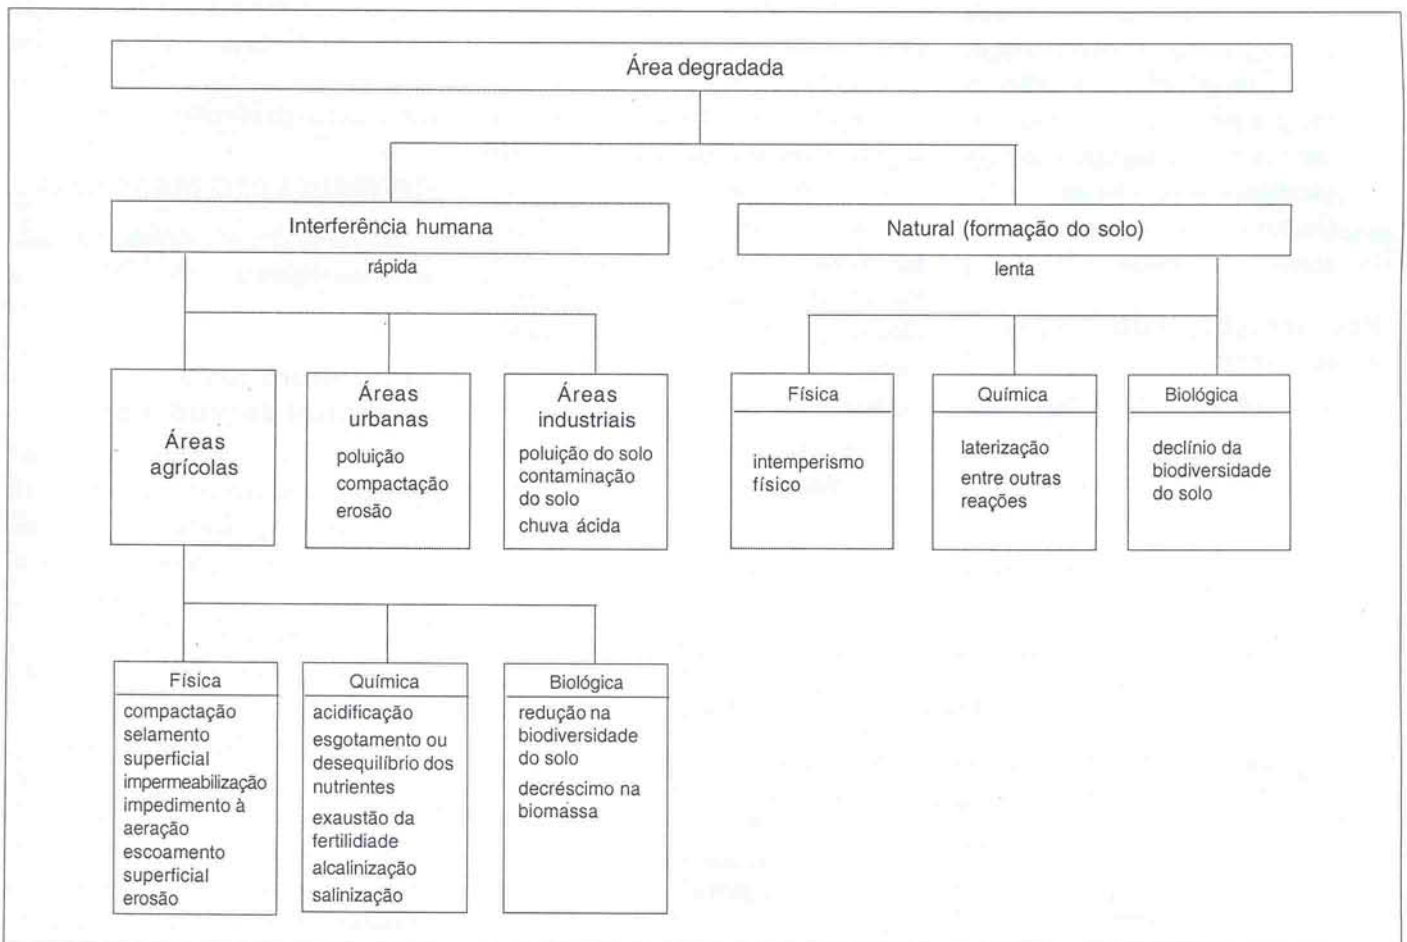 Área degradada
Interferência humana
rápida
Natural (formação do solo)
lenta
Áreas
agrícolas
Áreas
urbanas
poluição
compactação
erosão
Áreas
industriais
poluição do solo
contaminação
do solo
chuva ácida
Física
intemperismo
físico
Química
laterização
entre outras
reações
Biológica
declínio da
biodiversidade
do solo
Física
compactação
selamento
superficial
impermeabilização
impedimento à
aeração
escoamento
superficial
erosão
Química
acidificação
esgotamento ou
desequilíbrio dos
nutrientes
exaustão da
fertilidiade
alcalinização
salinização
Biológica
redução na
biodiversidade
do solo
decréscimo na
biomassa